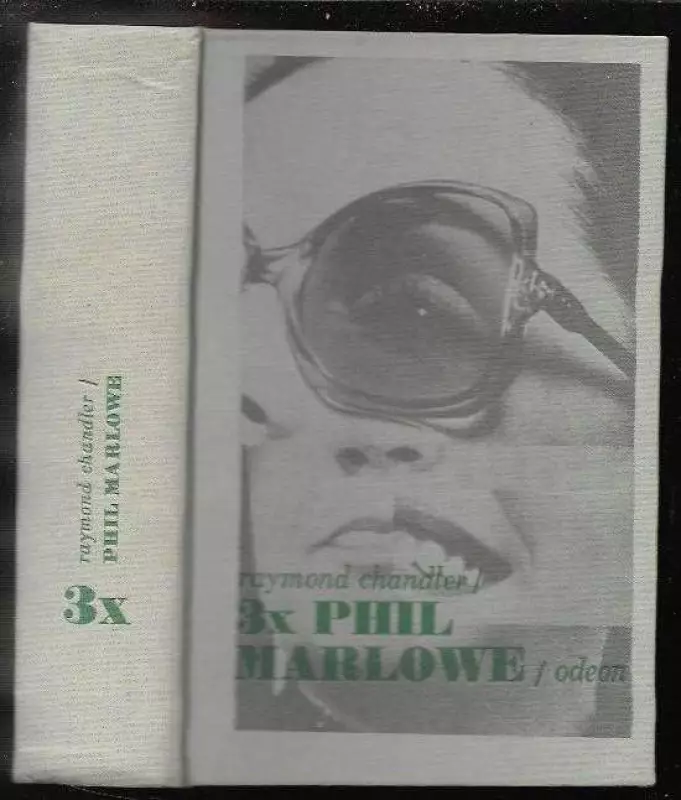 raymond chandler /
PHIL MARLOWE
3x
raymond chandler /
3x PHIL
MARLOWE / odeon